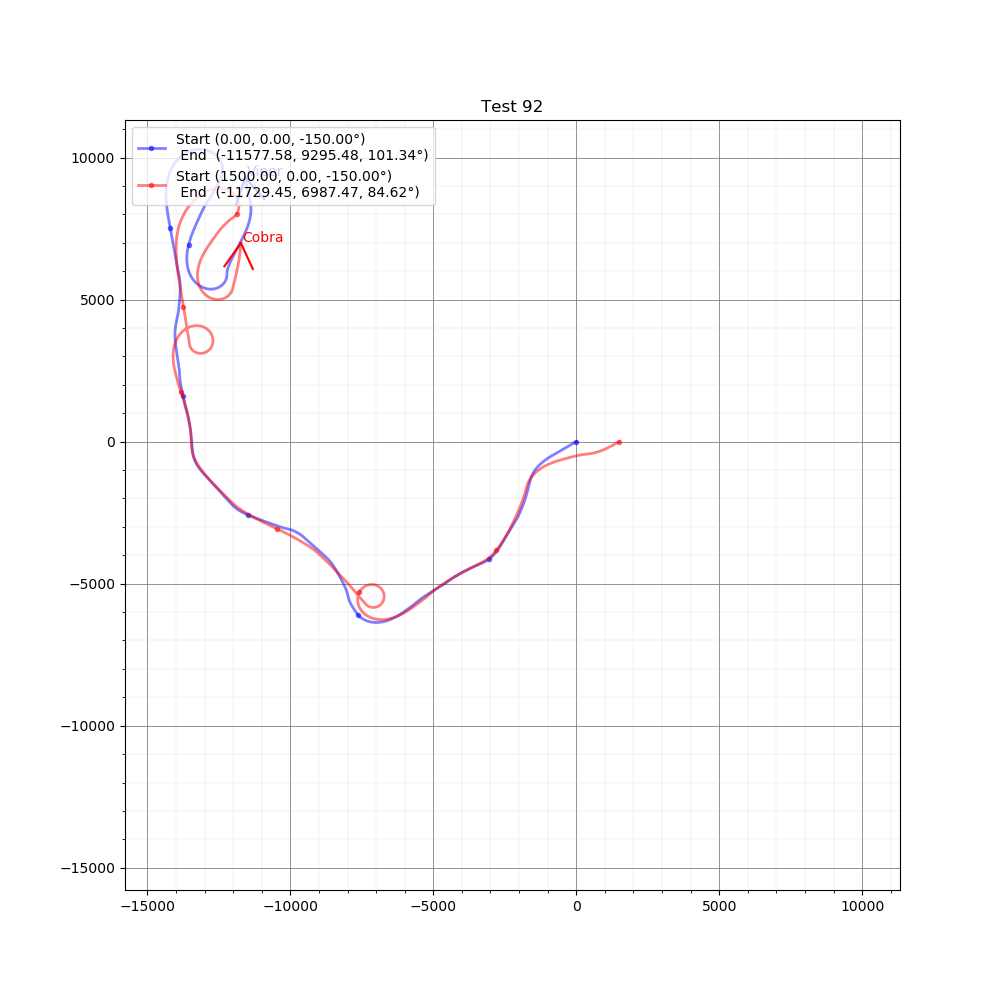 Test 92
Start (0.00, 0.00, -150.00°)
End (-11577.58, 9295.48, 101.34°)
Start (1500.00, 0.00, -150.00°)
End (-11729.45, 6987.47, 84.62°)
Cobra
10000
5000
0
−5000
−10000
−15000
−15000 −10000 −5000 0 5000 10000